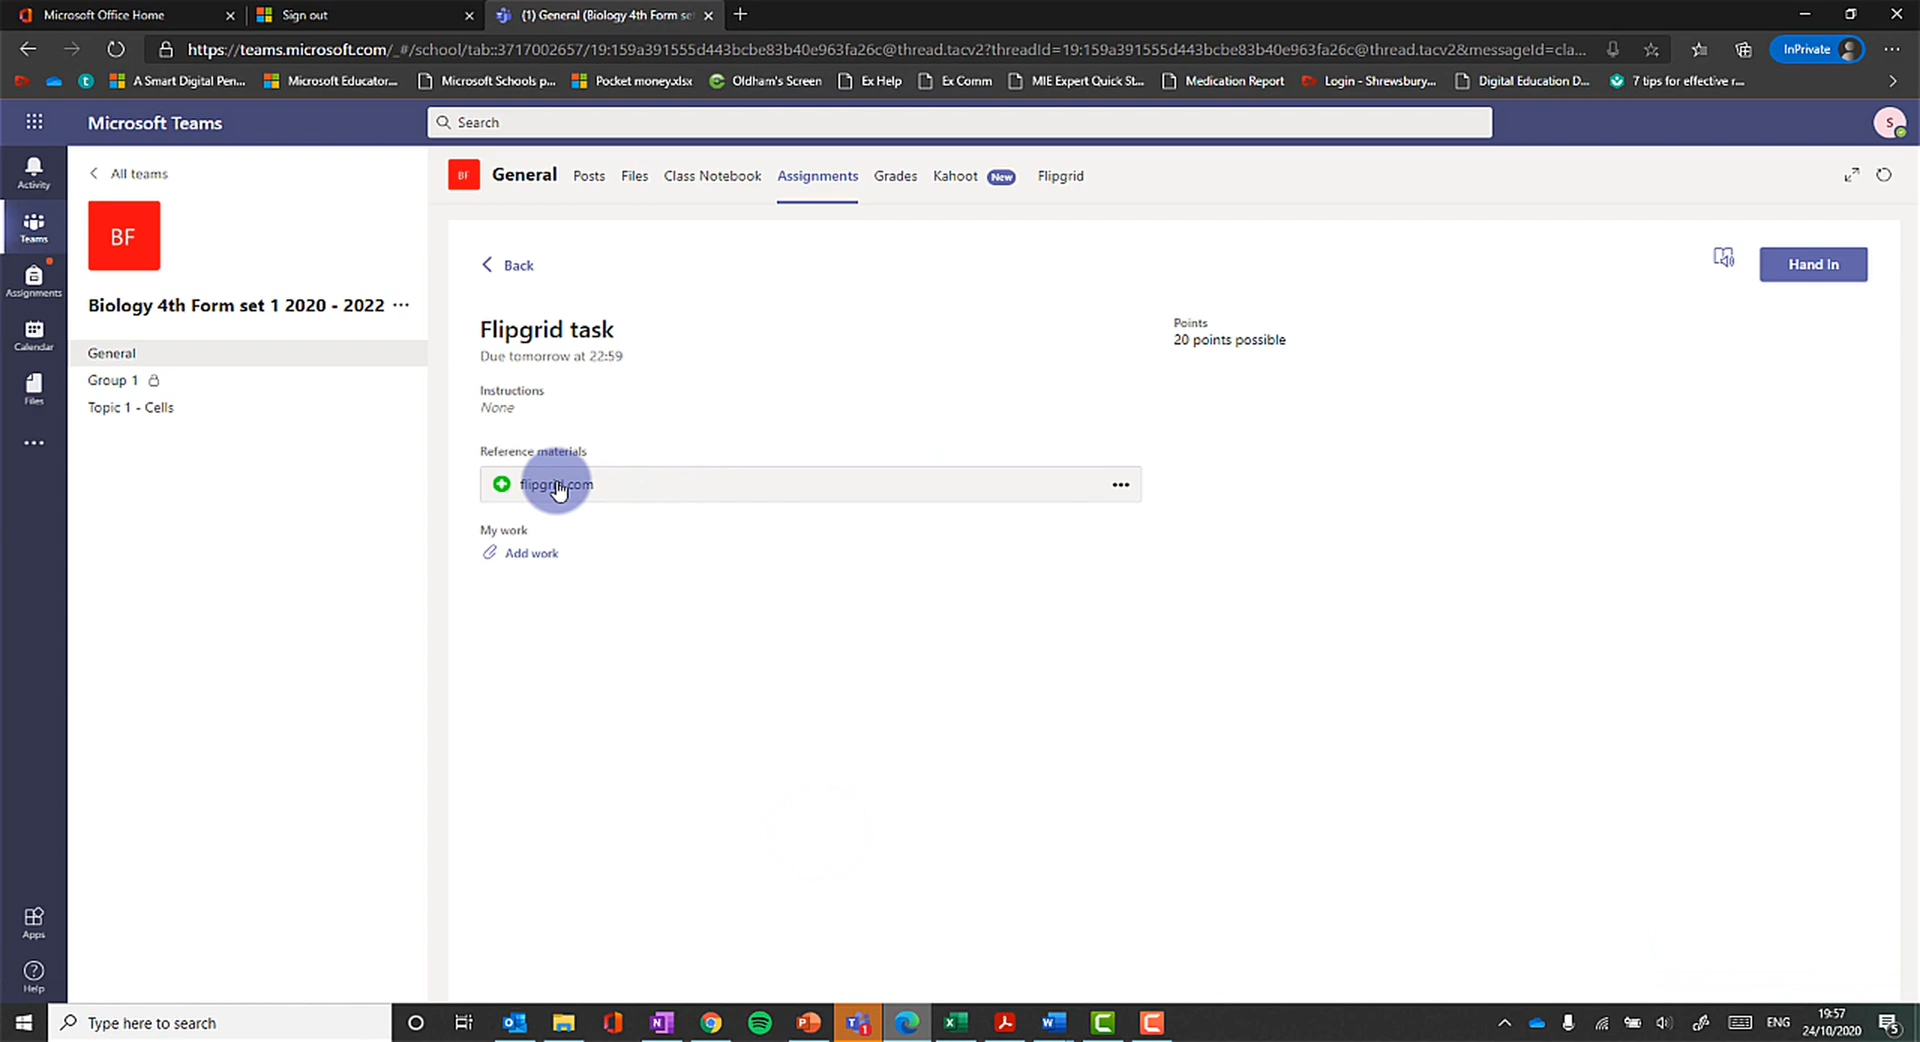 Microsoft Office Home
Sign out
(1) General (Biology 4th Form se
https://teams.microsoft.com/_#/school/tab::3717002657/19:159a391555d443bcbe83b40e963fa26c@thread.tacv2?threadId=19:159a391555d443bcbe83b40e963fa26c@thread.tacv2&messageId=cla...
InPrivate
A Smart Digital Pen...
Microsoft Educator...
Microsoft Schools p...
Pocket money.xlsx
Oldham's Screen
Ex Help
Ex Comm
MIE Expert Quick St...
Medication Report
Login - Shrewsbury...
Digital Education D...
7 tips for effective r...
Microsoft Teams
Search
S
Activity
Teams
Assignments
Calendar
Files
Apps
Help
All teams
BF
Biology 4th Form set 1 2020 - 2022
General
Group 1
Topic 1 - Cells
BF
General
Posts
Files
Class Notebook
Assignments
Grades
Kahoot
New
Flipgrid
Back
Hand In
Flipgrid task
Due tomorrow at 22:59
Points
20 points possible
Instructions
None
Reference materials
flipgrid.com
My work
Add work
Type here to search
ENG
19:57
24/10/2020